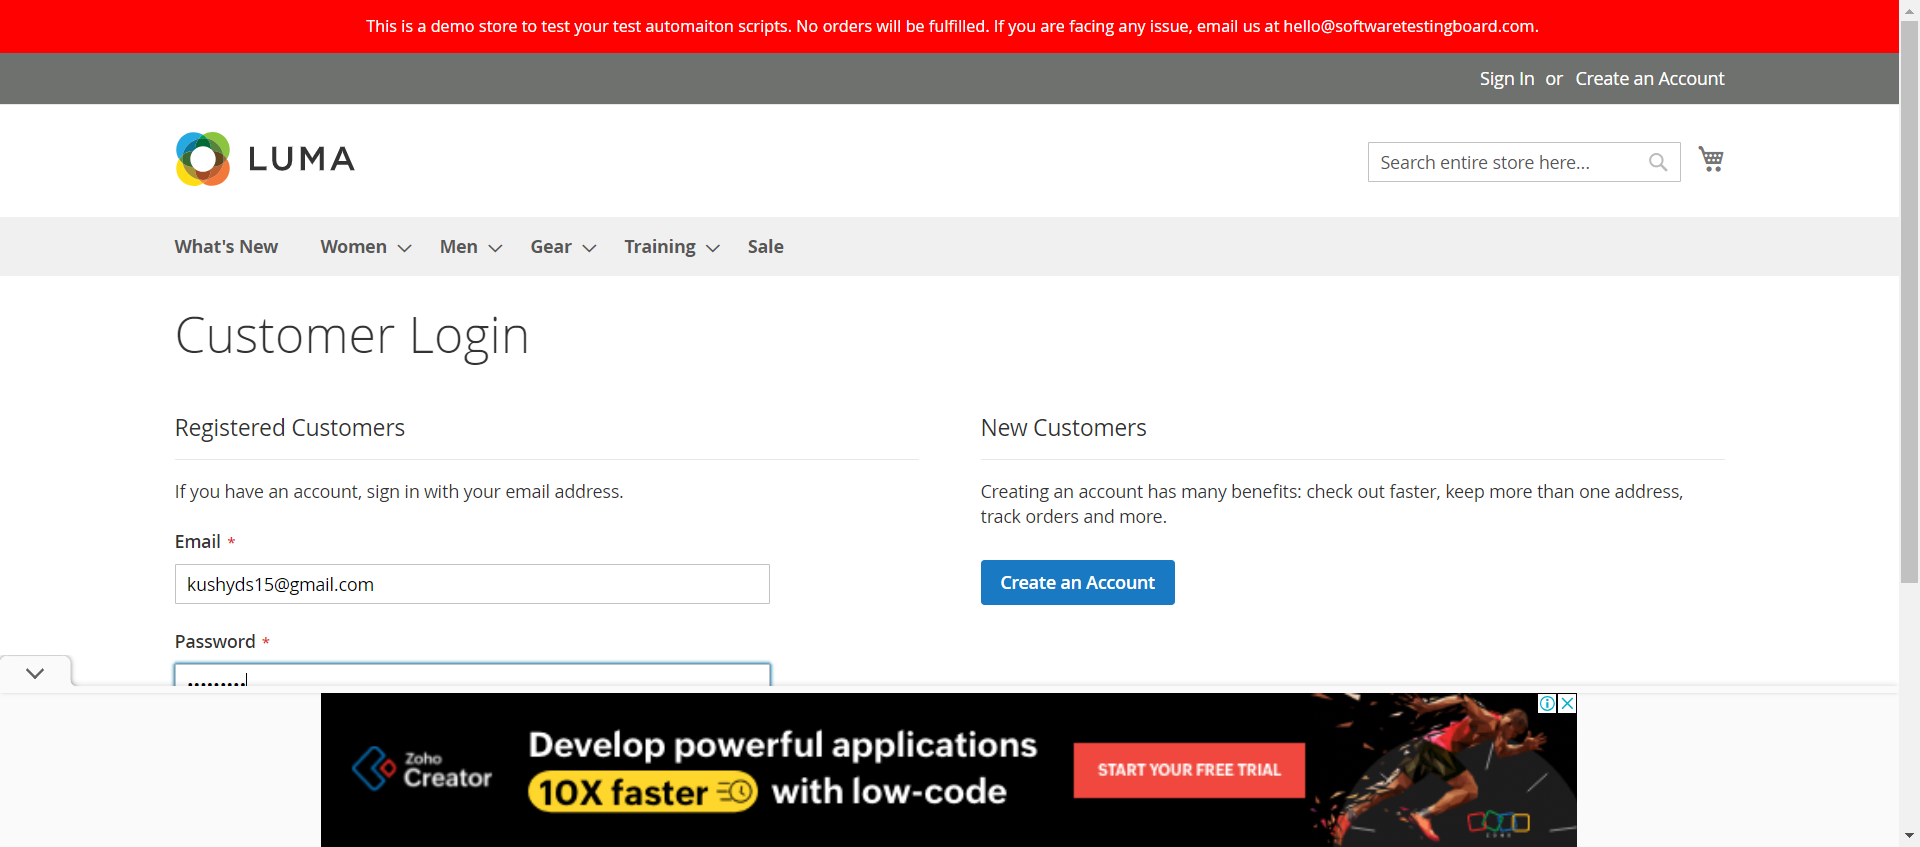 This is a demo store to test your test automaiton scripts. No orders will be fulfilled. If you are facing any issue, email us at hello@softwaretestingboard.com.
Sign In or Create an Account
LUMA
Search entire store here...
What's New Women Men Gear Training Sale
Customer Login
Registered Customers
If you have an account, sign in with your email address.
Email *
kushyds15@gmail.com
Password *
New Customers
Creating an account has many benefits: check out faster, keep more than one address,
track orders and more.
Create an Account
Zoho
Creator
Develop powerful applications
10X faster with low-code
START YOUR FREE TRIAL
ZOHO